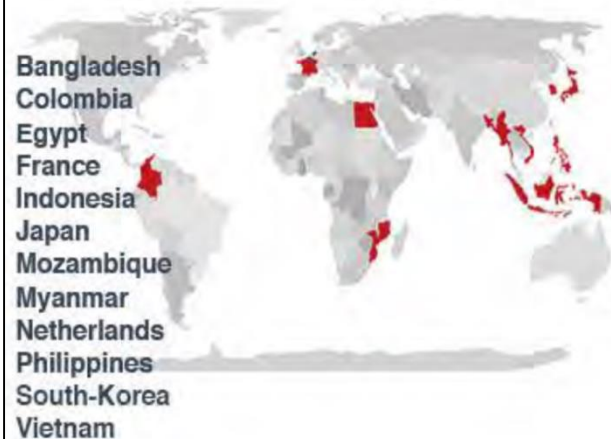 Bangladesh
Colombia
Egypt
France
Indonesia
Japan
Mozambique
Myanmar
Netherlands
Philippines
South-Korea
Vietnam